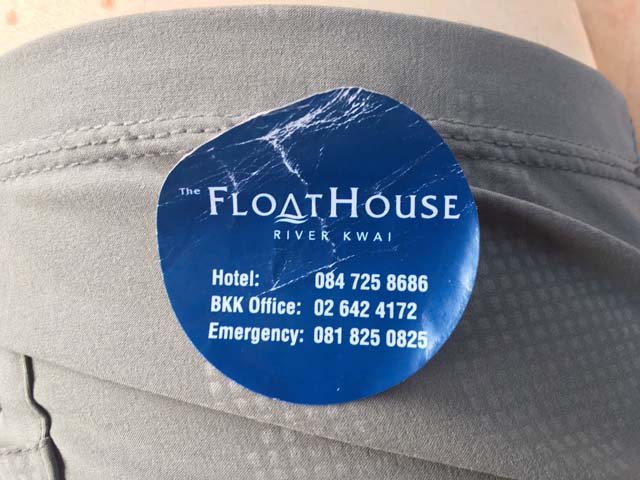 The FLOATHOUSE
RIVER KWAI
Hotel: 084 725 8686
BKK Office: 02 642 4172
Emergency: 081 825 0825